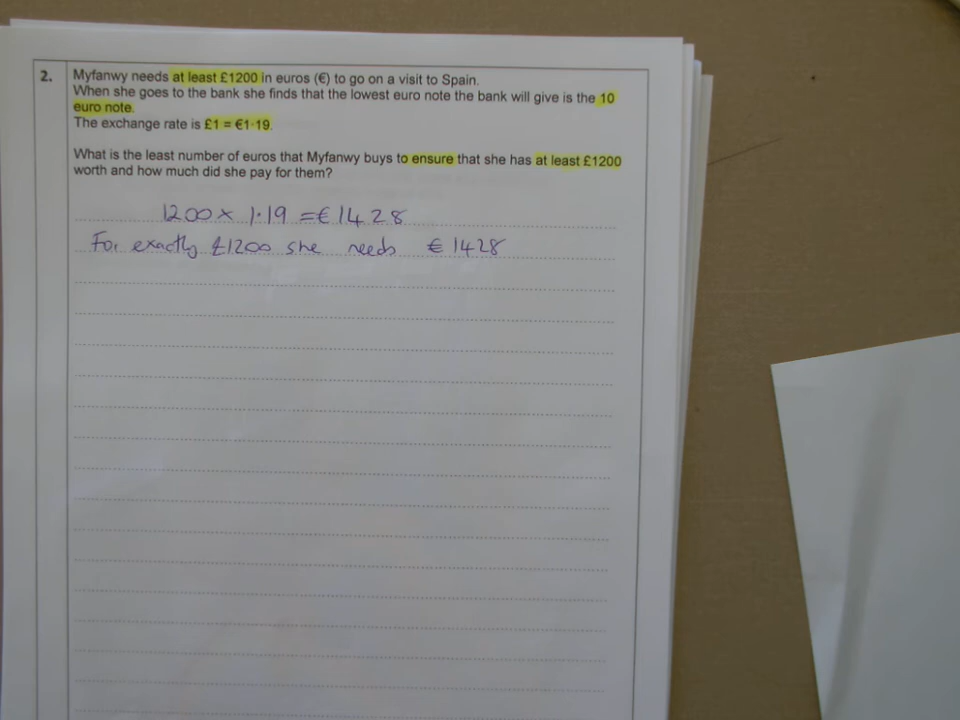 2. Myfanwy needs at least £1200 in euros (€) to go on a visit to Spain.
When she goes to the bank she finds that the lowest euro note the bank will give is the 10
euro note.
The exchange rate is £1 = €1·19.
What is the least number of euros that Myfanwy buys to ensure that she has at least £1200
worth and how much did she pay for them?
1200 × 1·19 = € 1428
For exactly £1200 she needs € 1428